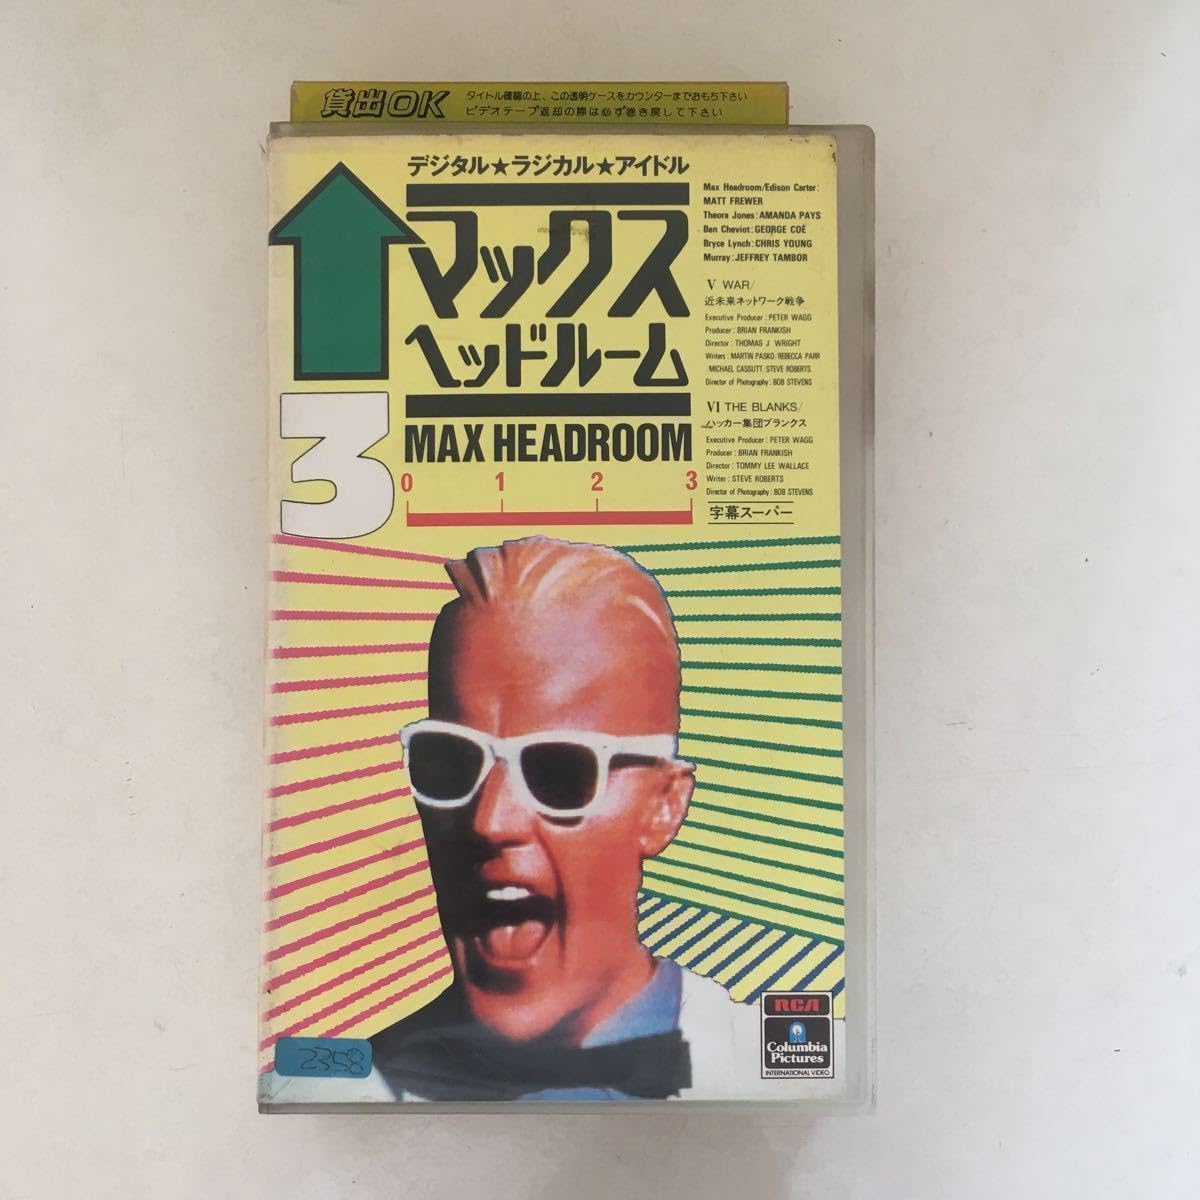 貸出OK
タイトル確認の上、この透明ケースをカウンターまでおもち下さい
ビデオテープ返却の際は必ず巻き戻して下さい
デジタル★ラジカル★アイドル
マックス
ヘッドルーム
MAX HEADROOM
0 1 2 3
3
Max Headroom/Edison Carter:
MATT FREWER
Theora Jones: AMANDA PAYS
Ben Cheviot: GEORGE COE
Bryce Lynch: CHRIS YOUNG
Murray: JEFFREY TAMBOR
V WAR/
近未来ネットワーク戦争
Executive Producer: PETER WAGG
Producer: BRIAN FRANKISH
Director: THOMAS J WRIGHT
Writers: MARTIN PASKO/REBECCA PARR
/MICHAEL CASSUTT/STEVE ROBERTS
Director of Photography: BOB STEVENS
VI THE BLANKS/
ハッカー集団ブランクス
Executive Producer: PETER WAGG
Producer: BRIAN FRANKISH
Director: TOMMY LEE WALLACE
Writer: STEVE ROBERTS
Director of Photography: BOB STEVENS
字幕スーパー
2358
RCA
Columbia
Pictures
INTERNATIONAL VIDEO